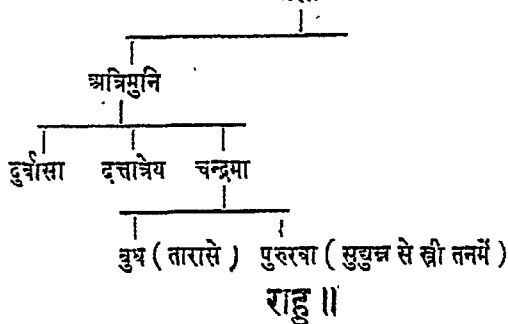 अत्रिमुनि
दुर्वासा दत्तात्रेय चन्द्रमा
बुध ( तारासे ) पुरुरवा ( सुद्युन्न से स्त्री तनमें )
राहु ॥